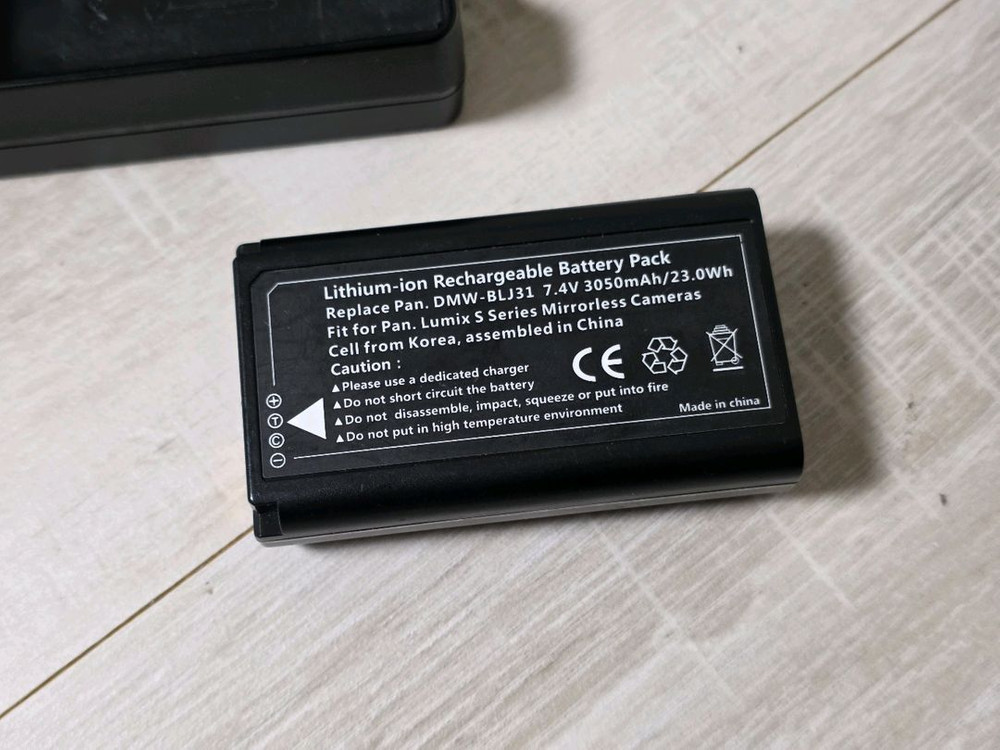 Lithium-ion Rechargeable Battery Pack
Replace Pan. DMW-BLJ31 7.4V 3050mAh/23.0Wh
Fit for Pan. Lumix S Series Mirrorless Cameras
Cell from Korea, assembled in China
Caution :
▲Please use a dedicated charger
▲Do not short circuit the battery
▲Do not disassemble, impact, squeeze or put into fire
▲Do not put in high temperature environment
CE
Made in china
+
T
C
−